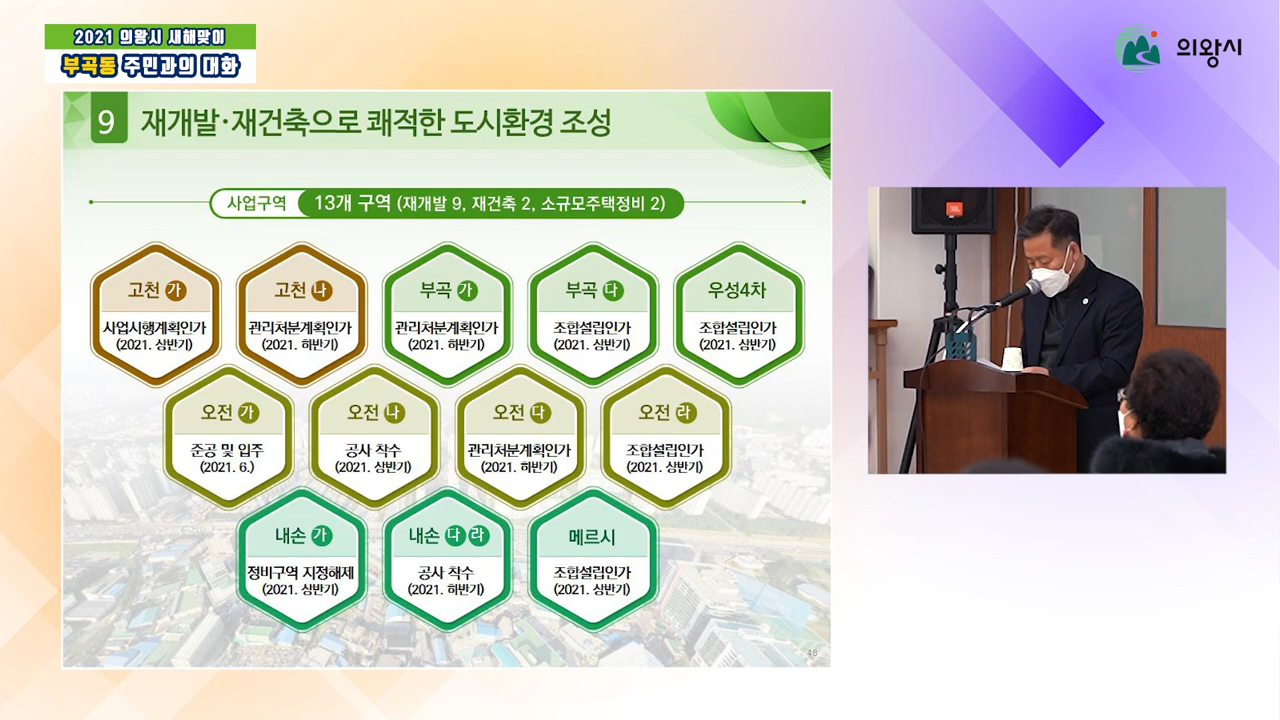 2021 의왕시 새해맞이
부곡동 주민과의 대화
의왕시
9 재개발·재건축으로 쾌적한 도시환경 조성
사업구역 13개 구역 (재개발 9, 재건축 2, 소규모주택정비 2)
고천 가
사업시행계획인가
(2021. 상반기)
고천 나
관리처분계획인가
(2021. 하반기)
부곡 가
관리처분계획인가
(2021. 하반기)
부곡 다
조합설립인가
(2021. 상반기)
우성4차
조합설립인가
(2021. 상반기)
오전 가
준공 및 입주
(2021. 6.)
오전 나
공사 착수
(2021. 상반기)
오전 다
관리처분계획인가
(2021. 하반기)
오전 라
조합설립인가
(2021. 상반기)
내손 가
정비구역 지정해제
(2021. 상반기)
내손 다 라
공사 착수
(2021. 하반기)
메르시
조합설립인가
(2021. 상반기)
48